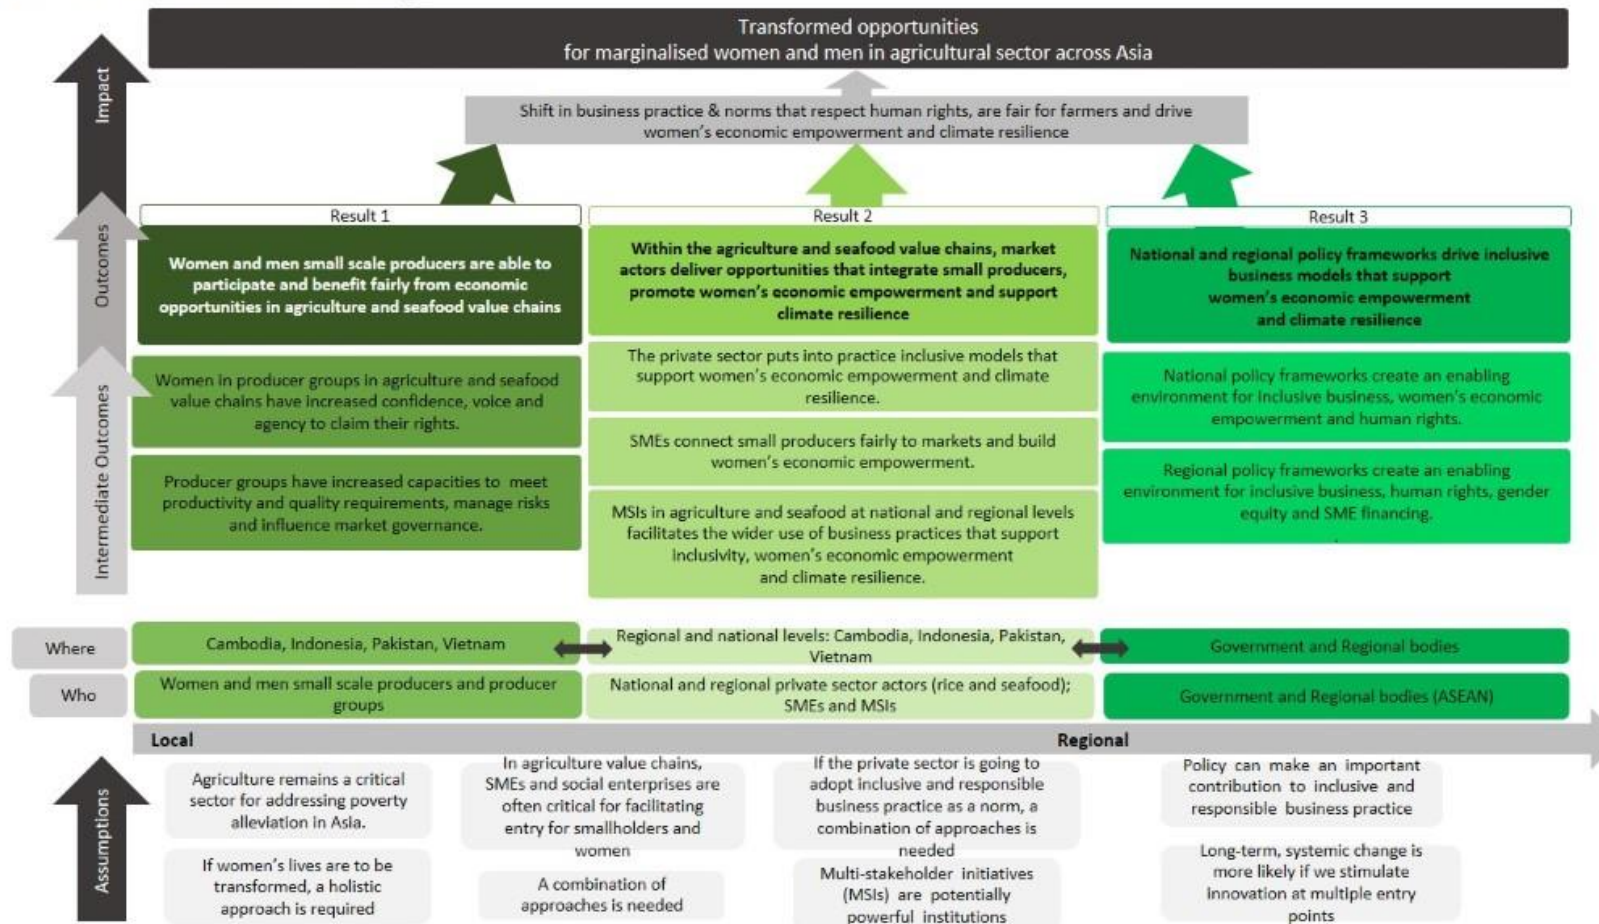 Transformed opportunities
for marginalised women and men in agricultural sector across Asia
Impact
Shift in business practice & norms that respect human rights, are fair for farmers and drive
women's economic empowerment and climate resilience
Outcomes
Result 1
Women and men small scale producers are able to
participate and benefit fairly from economic
opportunities in agriculture and seafood value chains
Result 2
Within the agriculture and seafood value chains, market
actors deliver opportunities that integrate small producers,
promote women's economic empowerment and support
climate resilience
Result 3
National and regional policy frameworks drive inclusive
business models that support
women's economic empowerment
and climate resilience
Intermediate Outcomes
Women in producer groups in agriculture and seafood
value chains have increased confidence, voice and
agency to claim their rights.
Producer groups have increased capacities to meet
productivity and quality requirements, manage risks
and influence market governance.
The private sector puts into practice inclusive models that
support women's economic empowerment and climate
resilience.
SMEs connect small producers fairly to markets and build
women's economic empowerment.
MSIs in agriculture and seafood at national and regional levels
facilitates the wider use of business practices that support
inclusivity, women's economic empowerment
and climate resilience.
National policy frameworks create an enabling
environment for inclusive business, women's economic
empowerment and human rights.
Regional policy frameworks create an enabling
environment for inclusive business, human rights, gender
equity and SME financing.
.
Where
Cambodia, Indonesia, Pakistan, Vietnam
Regional and national levels: Cambodia, Indonesia, Pakistan,
Vietnam
Government and Regional bodies
Who
Women and men small scale producers and producer
groups
National and regional private sector actors (rice and seafood);
SMEs and MSIs
Government and Regional bodies (ASEAN)
Local
Regional
Assumptions
Agriculture remains a critical
sector for addressing poverty
alleviation in Asia.
If women's lives are to be
transformed, a holistic
approach is required
In agriculture value chains,
SMEs and social enterprises are
often critical for facilitating
entry for smallholders and
women
A combination of
approaches is needed
If the private sector is going to
adopt inclusive and responsible
business practice as a norm, a
combination of approaches is
needed
Multi-stakeholder initiatives
(MSIs) are potentially
powerful institutions
Policy can make an important
contribution to inclusive and
responsible business practice
Long-term, systemic change is
more likely if we stimulate
innovation at multiple entry
points